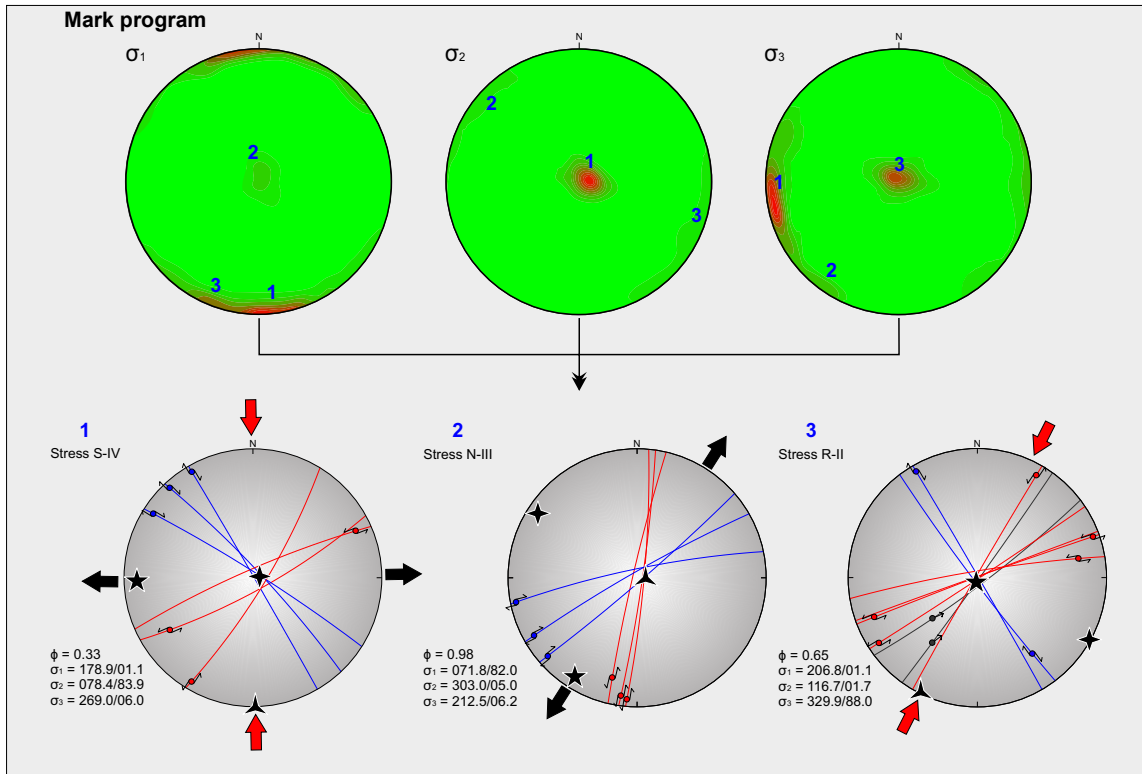 Mark program
σ1
N
2
3
1
σ2
N
2
1
3
σ3
N
1
3
2
1
Stress S-IV
N
ϕ = 0.33
σ1 = 178.9/01.1
σ2 = 078.4/83.9
σ3 = 269.0/06.0
2
Stress N-III
N
ϕ = 0.98
σ1 = 071.8/82.0
σ2 = 303.0/05.0
σ3 = 212.5/06.2
3
Stress R-II
N
ϕ = 0.65
σ1 = 206.8/01.1
σ2 = 116.7/01.7
σ3 = 329.9/88.0